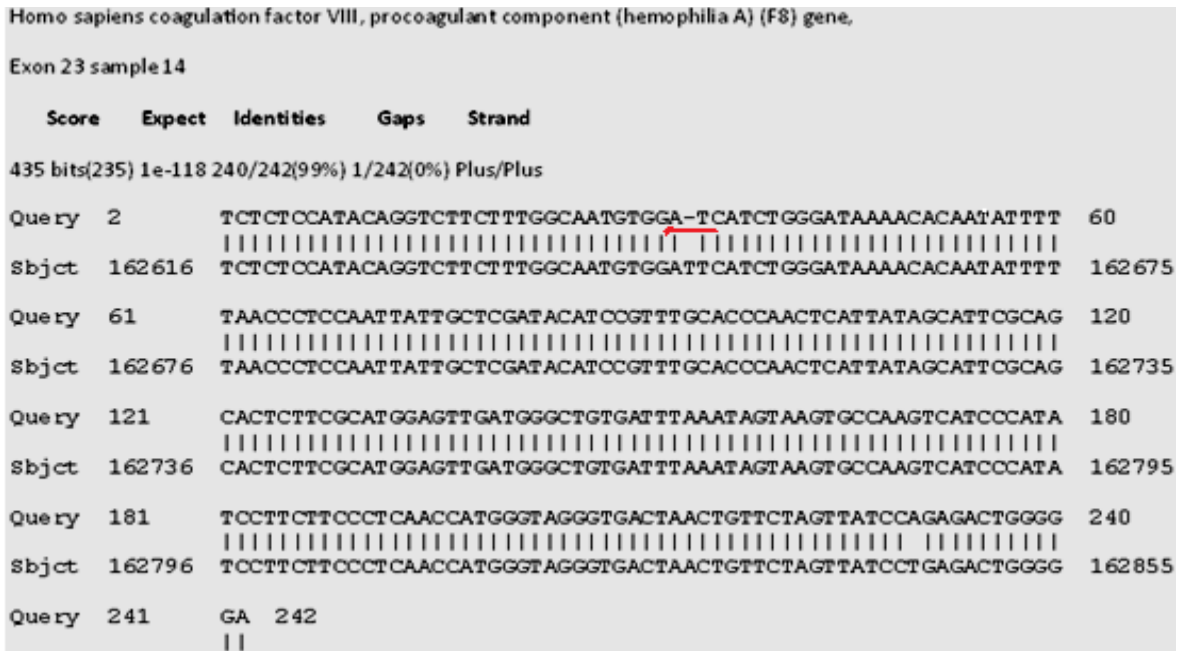 Homo sapiens coagulation factor VIII, procoagulant component (hemophilia A) (F8) gene,
Exon 23 sample 14
Score Expect Identities Gaps Strand
435 bits(235) 1e-118 240/242(99%) 1/242(0%) Plus/Plus
Query 2 TCTCTCCATACAGGTCTTCTTTGGCAATGTGGA-TCATCTGGGATAAAACACAATATTTT 60
Sbjct 162616 TCTCTCCATACAGGTCTTCTTTGGCAATGTGGATTCATCTGGGATAAAACACAATATTTT 162675
Query 61 TAACCCTCCAATTATTGCTCGATACATCCGTTTGCACCCAACTCATTATAGCATTCGCAG 120
Sbjct 162676 TAACCCTCCAATTATTGCTCGATACATCCGTTTGCACCCAACTCATTATAGCATTCGCAG 162735
Query 121 CACTCTTCGCATGGAGTTGATGGGCTGTGATTTAAATAGTAAGTGCCAAGTCATCCCATA 180
Sbjct 162736 CACTCTTCGCATGGAGTTGATGGGCTGTGATTTAAATAGTAAGTGCCAAGTCATCCCATA 162795
Query 181 TCCTTCTTCCCTCAACCATGGGTAGGGTGACTAACTGTTCTAGTTATCCAGAGACTGGGG 240
Sbjct 162796 TCCTTCTTCCCTCAACCATGGGTAGGGTGACTAACTGTTCTAGTTATCCTGAGACTGGGG 162855
Query 241 GA 242